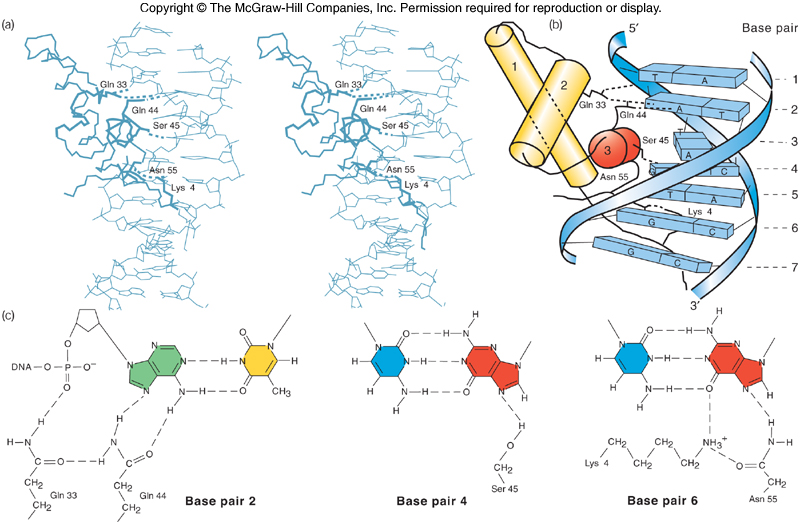 Copyright © The McGraw-Hill Companies, Inc. Permission required for reproduction or display.
(a)
Gln 33
Gln 44
Ser 45
Asn 55
Lys 4
Gln 33
Gln 44
Ser 45
Asn 55
Lys 4
(b)
5′
Base pair
1
2
3
Gln 33
Gln 44
Ser 45
Asn 55
Lys 4
T A
A T
T
A
G C
T A
G C
G C
1
2
3
4
5
6
7
3′
(c)
DNA—O—P—O⁻
O
O
H
H—N
C=O
CH₂
CH₂
Gln 33
N
N
N
N
N—H
H
H
H—N
C
O
CH₂
CH₂
Gln 44
O
N
H—N
H
O
CH₃
Base pair 2
O
N
N—H
H
H
N—H
H
H
N—H
N
N
O
N
N
H
H
O
CH₂
Ser 45
Base pair 4
O
N
N—H
H
H
N—H
H
H
N—H
N
N
O
N
N
H
H
N—H
NH₃⁺
CH₂
CH₂
CH₂
CH₂
Lys 4
O
C
CH₂
Asn 55
Base pair 6